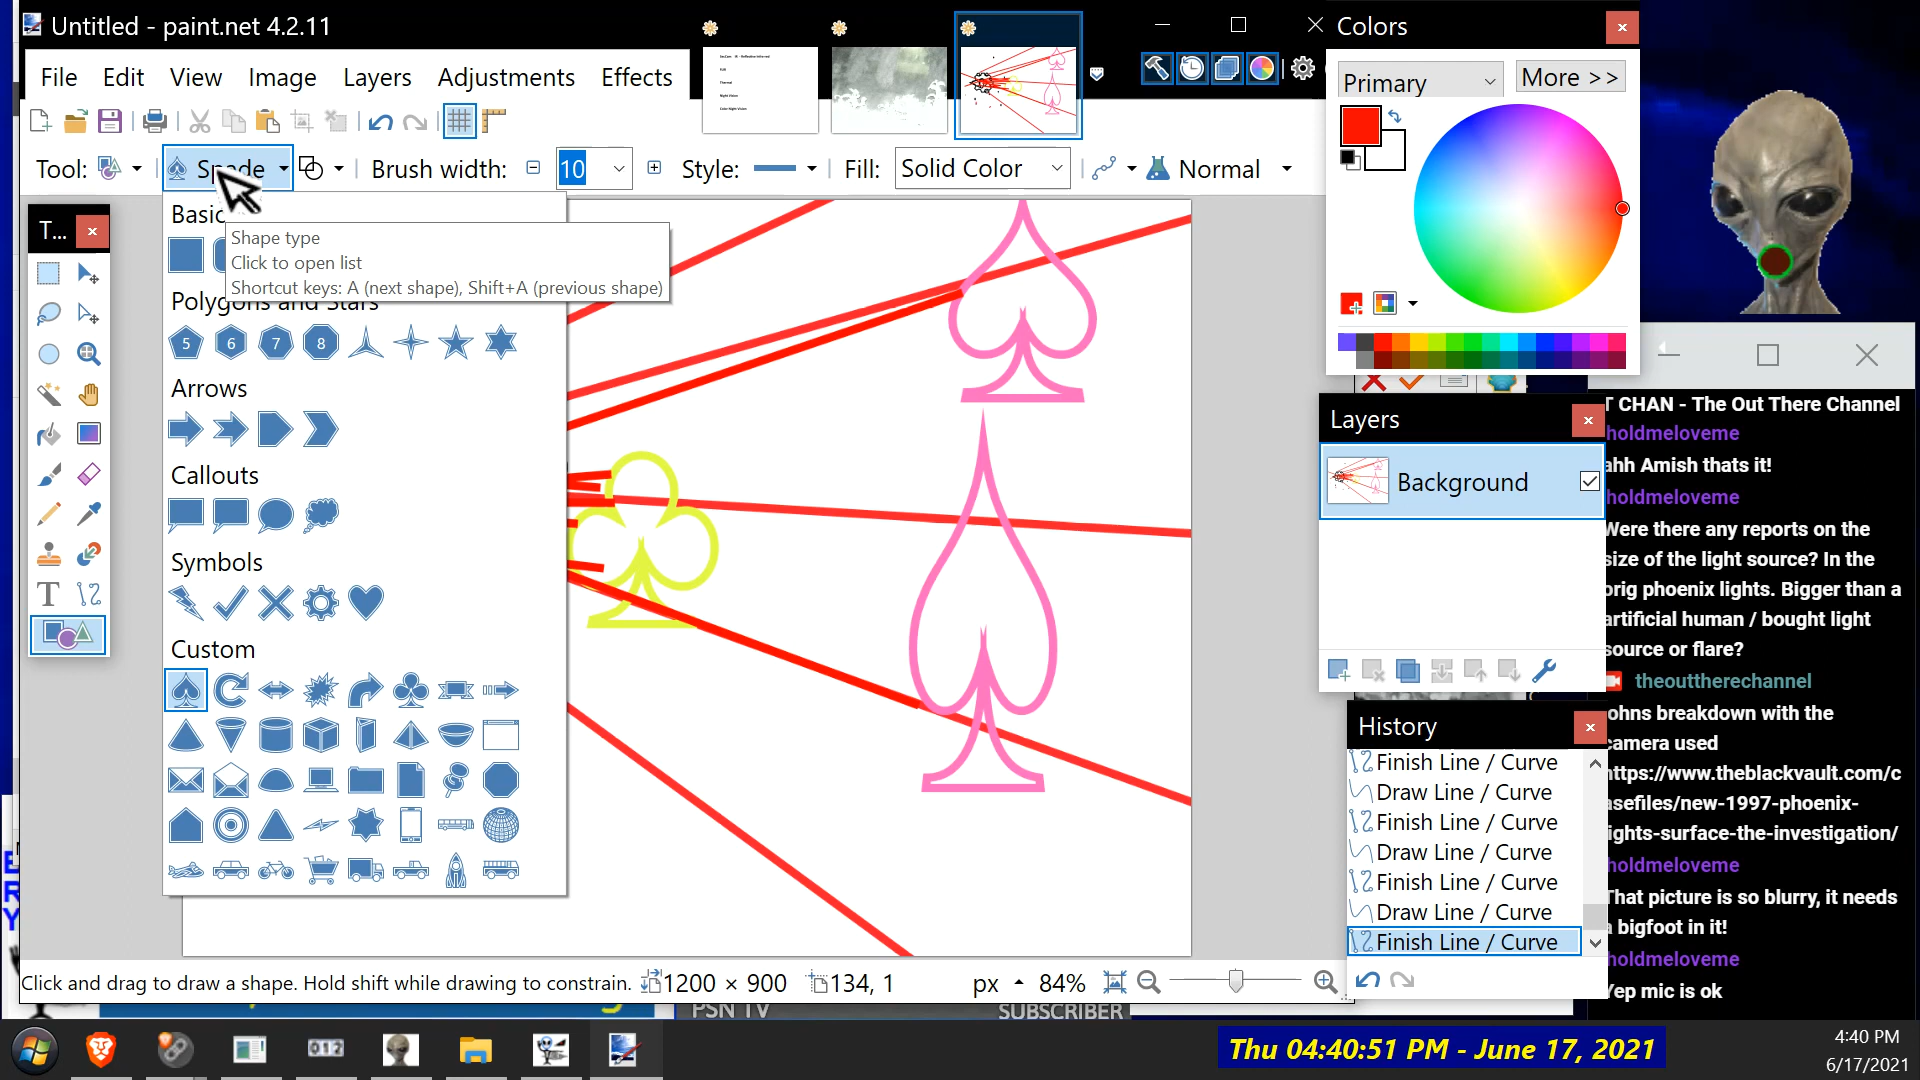 Untitled - paint.net 4.2.11
File Edit View Image Layers Adjustments Effects
Tool: Spade Brush width: 10 Style: Fill: Solid Color Normal
Basic
Shape type
Click to open list
Shortcut keys: A (next shape), Shift+A (previous shape)
Polygons and Stars
5 6 7 8
Arrows
Callouts
Symbols
Custom
T...
T
Click and drag to draw a shape. Hold shift while drawing to constrain.
1200 × 900
134, 1
px
84%
Colors
Primary
More >>
Layers
Background
History
Finish Line / Curve
Draw Line / Curve
Finish Line / Curve
Draw Line / Curve
Finish Line / Curve
Draw Line / Curve
Finish Line / Curve
T CHAN - The Out There Channel
holdmeloveme
ahh Amish thats it!
holdmeloveme
Were there any reports on the
size of the light source? In the
orig phoenix lights. Bigger than a
artificial human / bought light
source or flare?
theouttherechannel
johns breakdown with the
camera used
https://www.theblackvault.com/c
asefiles/new-1997-phoenix-
lights-surface-the-investigation/
holdmeloveme
That picture is so blurry, it needs
a bigfoot in it!
holdmeloveme
Yep mic is ok
PSN TV
SUBSCRIBER
012
Thu 04:40:51 PM - June 17, 2021
4:40 PM
6/17/2021